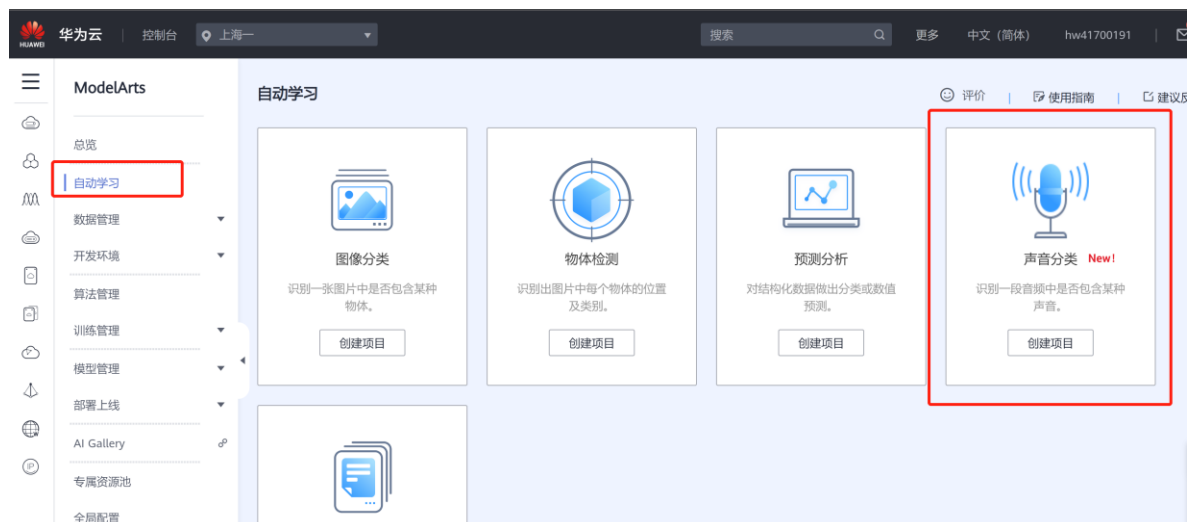 HUAWEI
华为云
控制台
上海一
搜索
更多
中文（简体）
hw41700191
ModelArts
总览
自动学习
数据管理
开发环境
算法管理
训练管理
模型管理
部署上线
AI Gallery
专属资源池
全局配置
自动学习
评价
使用指南
建议反
图像分类
识别一张图片中是否包含某种
物体。
创建项目
物体检测
识别出图片中每个物体的位置
及类别。
创建项目
预测分析
对结构化数据做出分类或数值
预测。
创建项目
声音分类 New!
识别一段音频中是否包含某种
声音。
创建项目